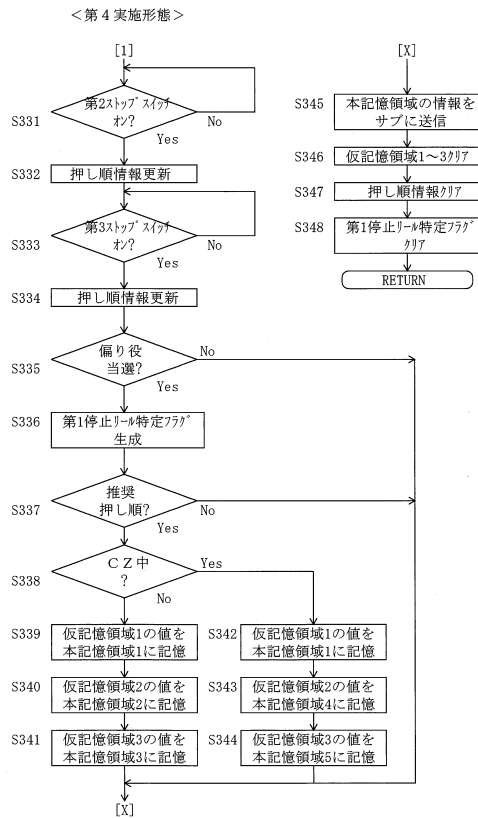 ＜第４実施形態＞
[1]
S331
第2ｽﾄｯﾌﾟｽｲｯﾁ
ｵﾝ?
No
Yes
S332
押し順情報更新
S333
第3ｽﾄｯﾌﾟｽｲｯﾁ
ｵﾝ?
No
Yes
S334
押し順情報更新
S335
偏り役
当選?
No
Yes
S336
第1停止ﾘｰﾙ特定ﾌﾗｸﾞ
生成
S337
推奨
押し順?
No
Yes
S338
ＣＺ中
?
Yes
No
S339
仮記憶領域1の値を
本記憶領域1に記憶
S340
仮記憶領域2の値を
本記憶領域2に記憶
S341
仮記憶領域3の値を
本記憶領域3に記憶
S342
仮記憶領域1の値を
本記憶領域1に記憶
S343
仮記憶領域2の値を
本記憶領域4に記憶
S344
仮記憶領域3の値を
本記憶領域5に記憶
[X]
[X]
S345
本記憶領域の情報を
サブに送信
S346
仮記憶領域1～3ｸﾘｱ
S347
押し順情報ｸﾘｱ
S348
第1停止ﾘｰﾙ特定ﾌﾗｸﾞ
ｸﾘｱ
RETURN